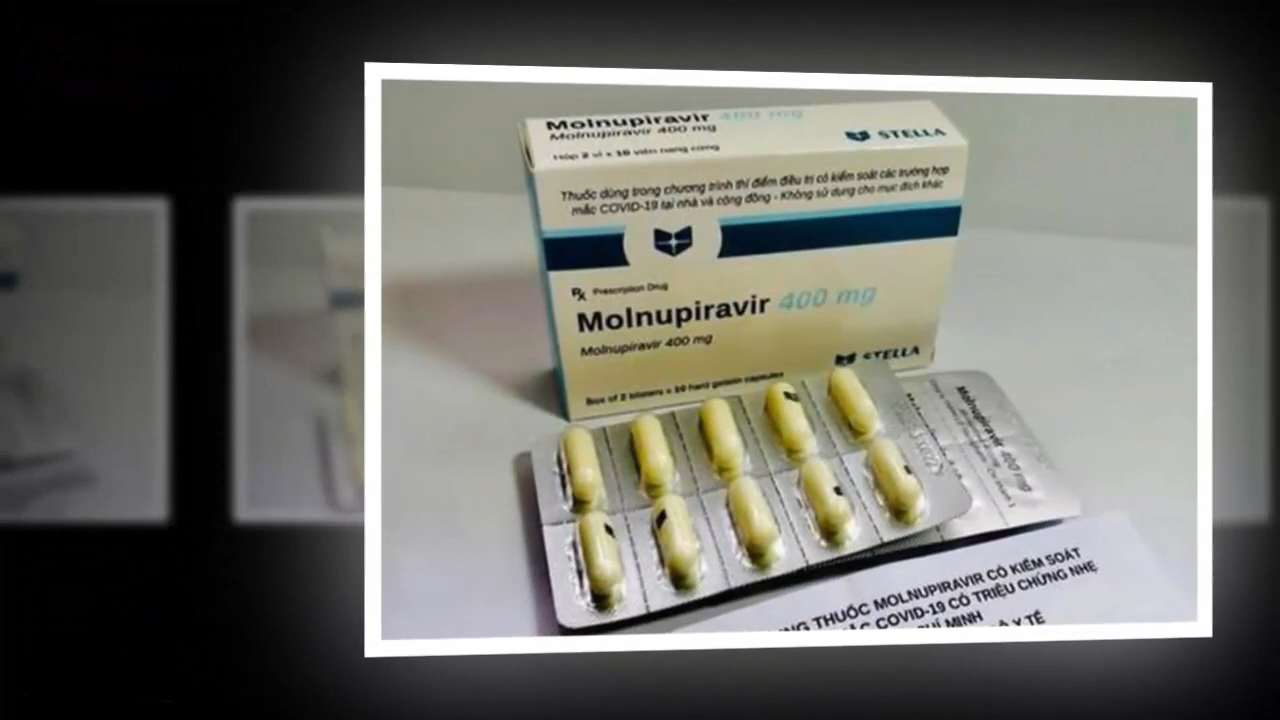 Molnupiravir 400 mg
Molnupiravir 400 mg
Hộp 2 vỉ x 10 viên nang cứng
STELLA
Thuốc dùng trong chương trình thí điểm điều trị có kiểm soát các trường hợp
mắc COVID-19 tại nhà và cộng đồng - Không sử dụng cho mục đích khác
Rx Prescription Drug
Molnupiravir 400 mg
Molnupiravir 400 mg
STELLA
Box of 2 blisters x 10 hard gelatin capsules
Molnupiravir 400 mg
THUỐC MOLNUPIRAVIR CÓ KIỂM SOÁT
COVID-19 CÓ TRIỆU CHỨNG NHẸ
MINH
Y TẾ